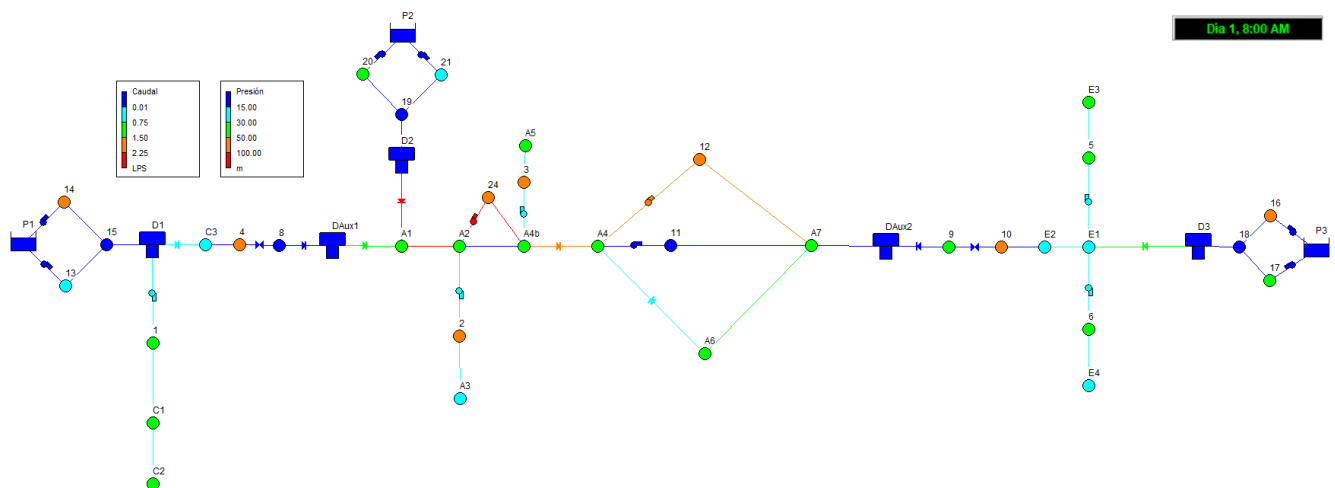 P2
Dia 1, 8:00 AM
20
21
Caudal
0.01
0.75
1.50
2.25
LPS
Presión
15.00
30.00
50.00
100.00
m
19
E3
D2
A5
12
5
3
24
14
16
P1
15
D1
C3
4
8
DAux1
A1
A2
A4b
A4
11
A7
DAux2
9
10
E2
E1
D3
18
P3
13
17
1
2
6
A6
A3
E4
C1
C2